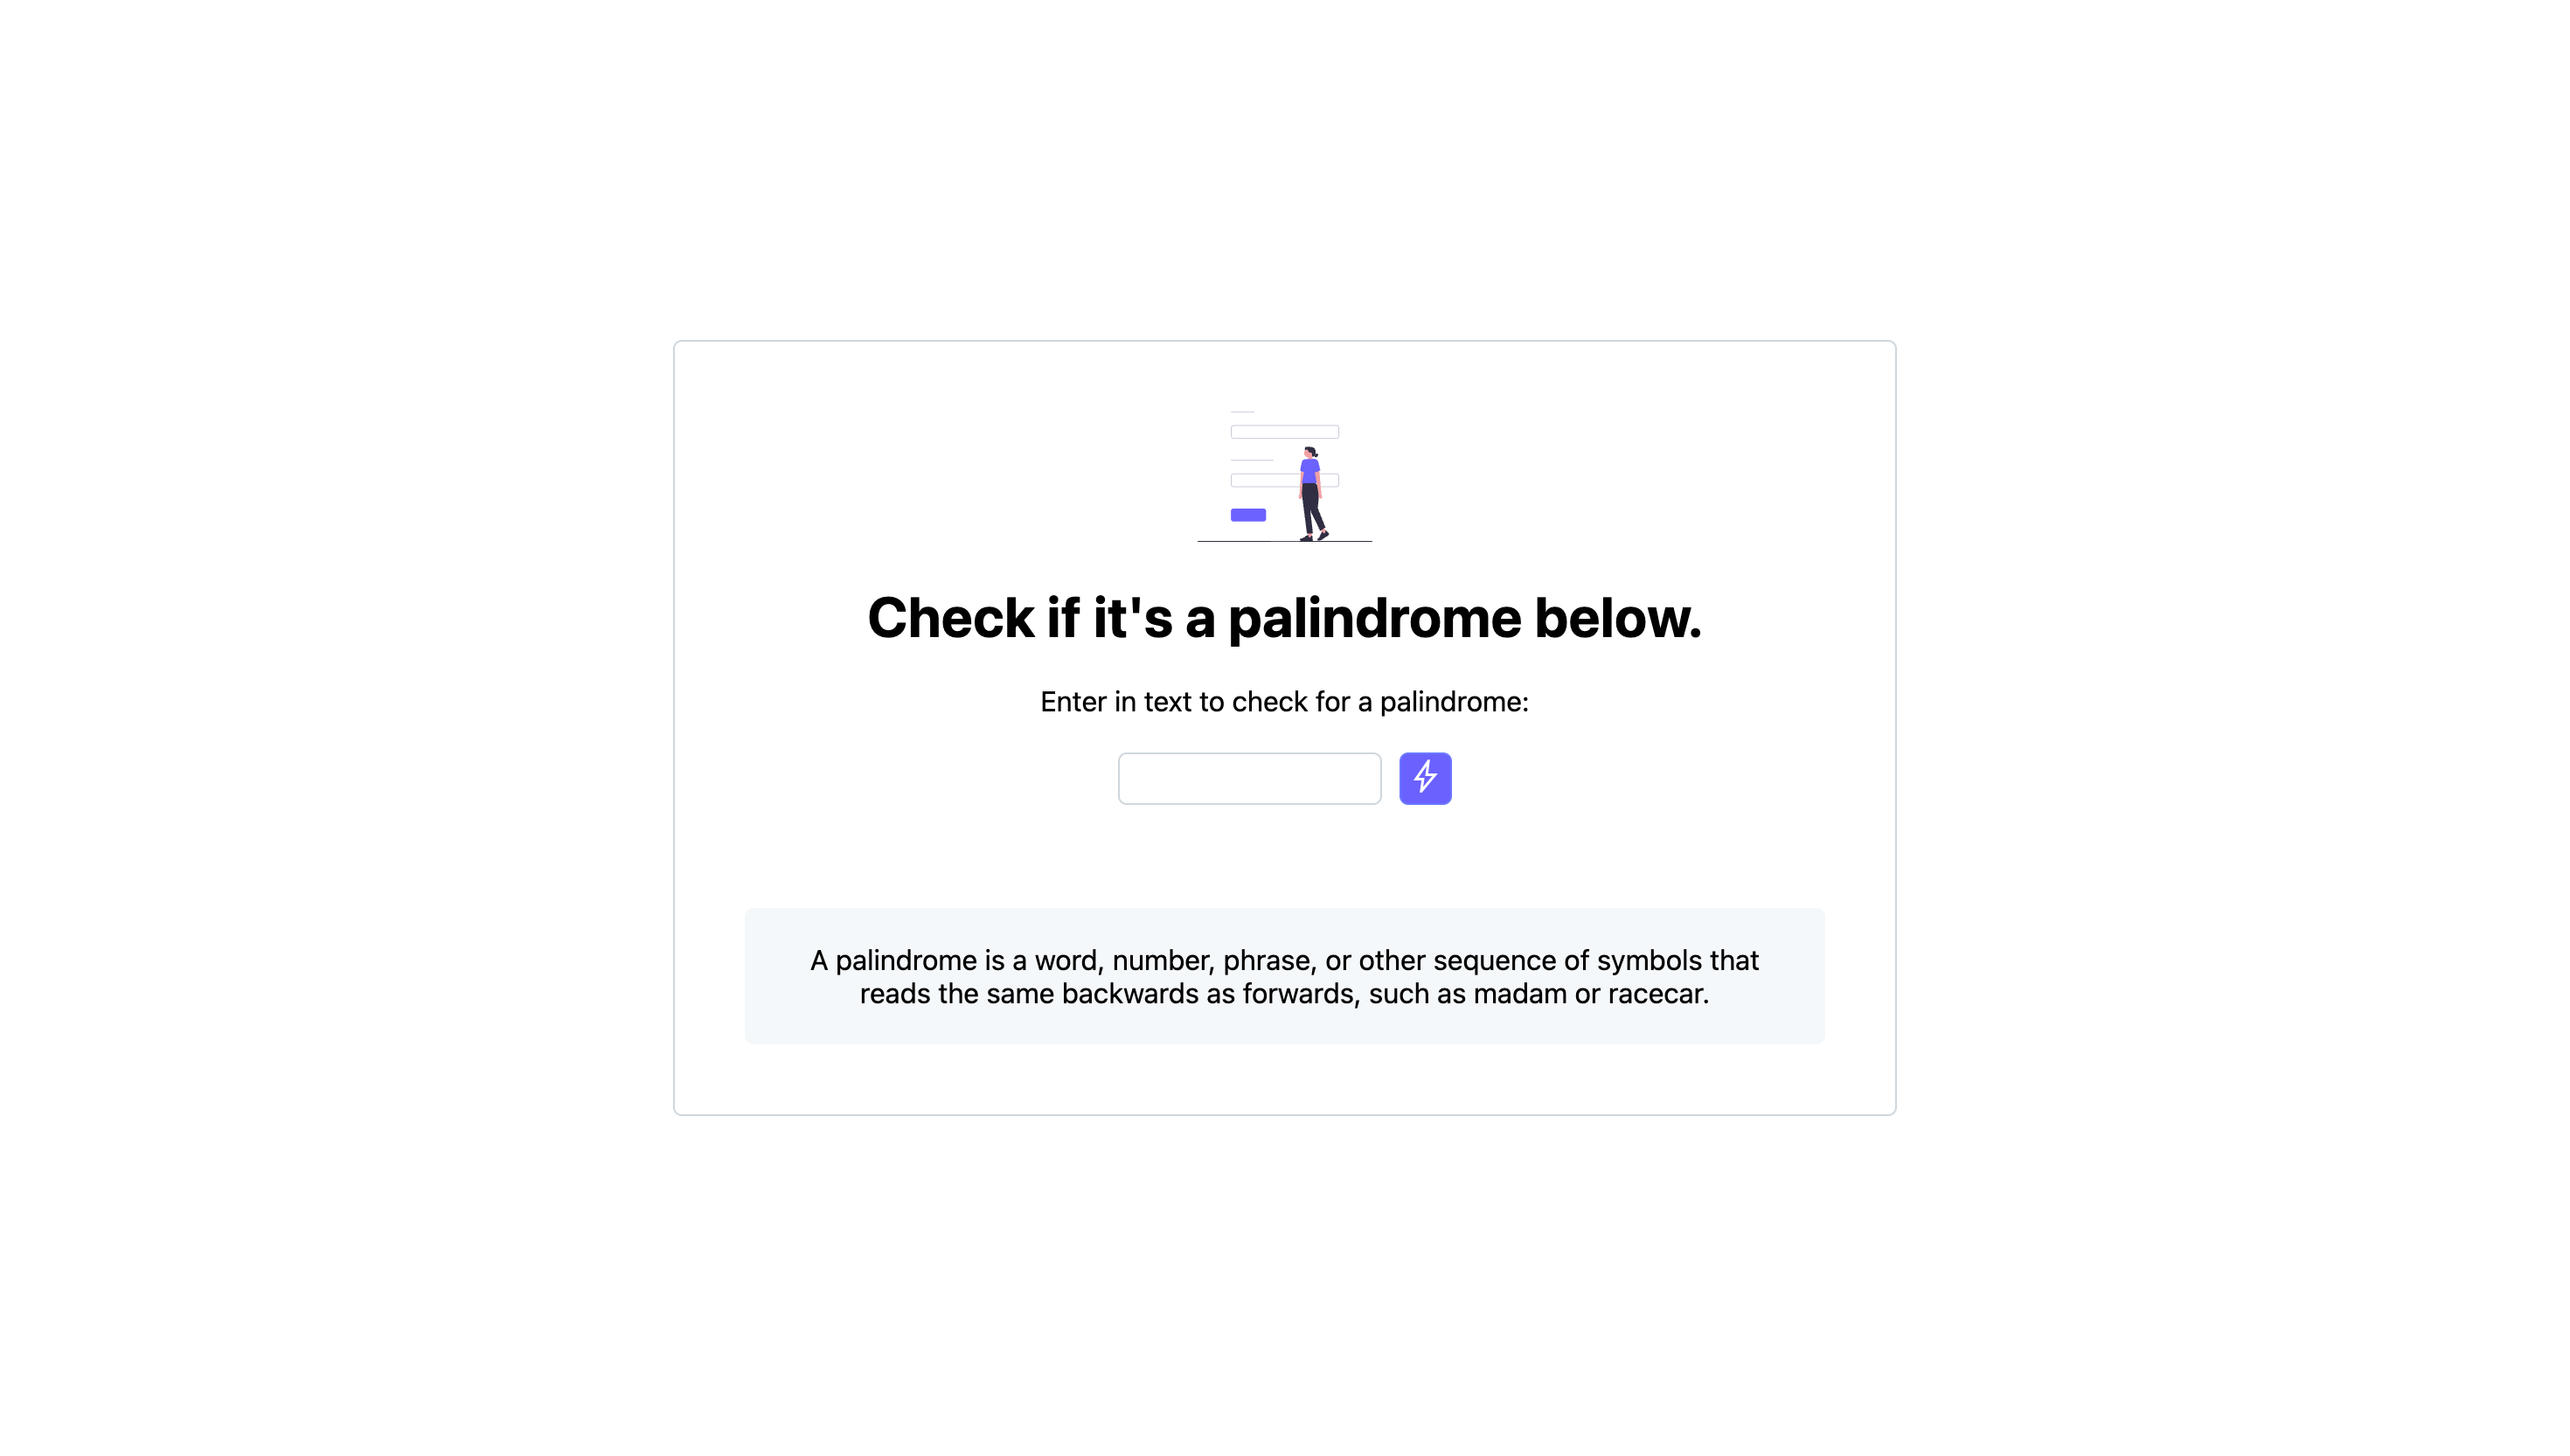 Check if it's a palindrome below.
Enter in text to check for a palindrome:
A palindrome is a word, number, phrase, or other sequence of symbols that
reads the same backwards as forwards, such as madam or racecar.